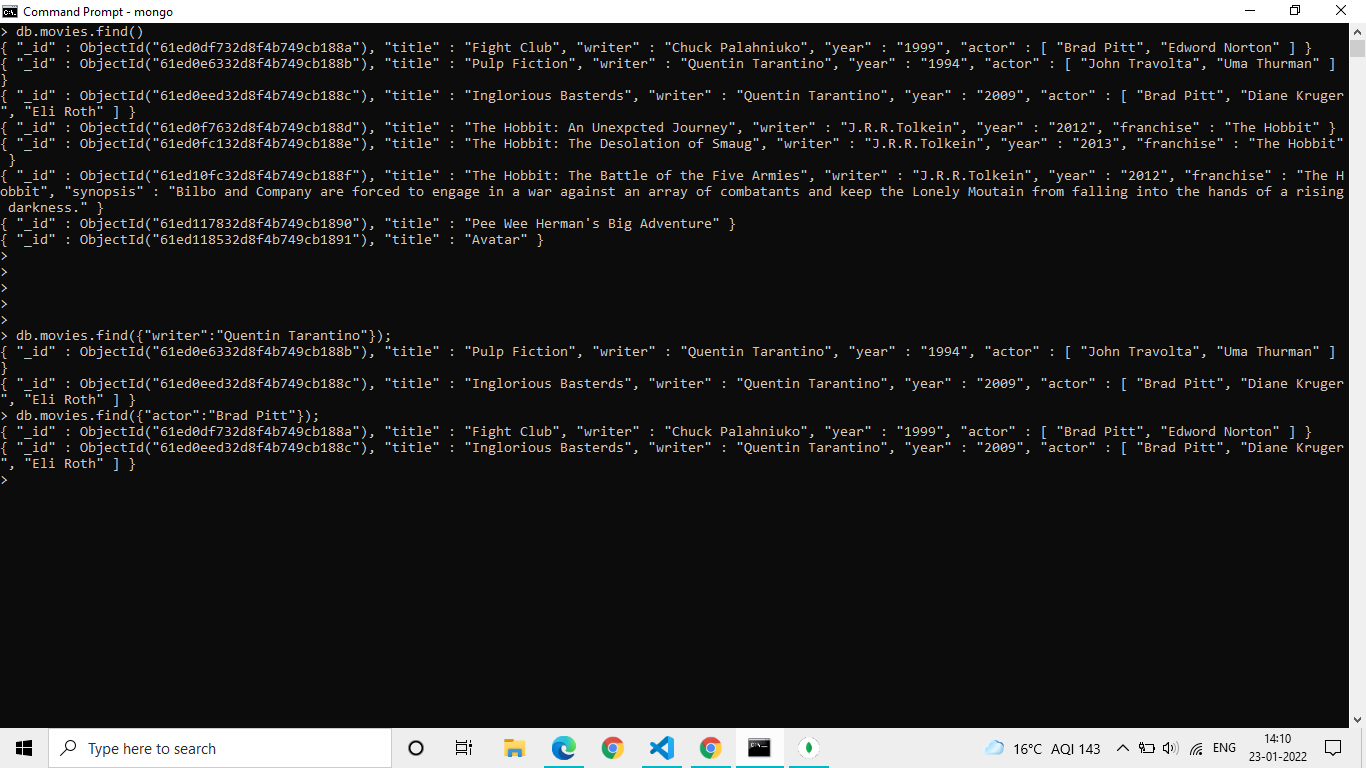 Command Prompt - mongo
> db.movies.find()
{ "_id" : ObjectId("61ed0df732d8f4b749cb188a"), "title" : "Fight Club", "writer" : "Chuck Palahniuko", "year" : "1999", "actor" : [ "Brad Pitt", "Edword Norton" ] }
{ "_id" : ObjectId("61ed0e6332d8f4b749cb188b"), "title" : "Pulp Fiction", "writer" : "Quentin Tarantino", "year" : "1994", "actor" : [ "John Travolta", "Uma Thurman" ]
}
{ "_id" : ObjectId("61ed0eed32d8f4b749cb188c"), "title" : "Inglorious Basterds", "writer" : "Quentin Tarantino", "year" : "2009", "actor" : [ "Brad Pitt", "Diane Kruger
", "Eli Roth" ] }
{ "_id" : ObjectId("61ed0f7632d8f4b749cb188d"), "title" : "The Hobbit: An Unexpcted Journey", "writer" : "J.R.R.Tolkein", "year" : "2012", "franchise" : "The Hobbit" }
{ "_id" : ObjectId("61ed0fc132d8f4b749cb188e"), "title" : "The Hobbit: The Desolation of Smaug", "writer" : "J.R.R.Tolkein", "year" : "2013", "franchise" : "The Hobbit"
}
{ "_id" : ObjectId("61ed10fc32d8f4b749cb188f"), "title" : "The Hobbit: The Battle of the Five Armies", "writer" : "J.R.R.Tolkein", "year" : "2012", "franchise" : "The H
obbit", "synopsis" : "Bilbo and Company are forced to engage in a war against an array of combatants and keep the Lonely Moutain from falling into the hands of a rising
darkness." }
{ "_id" : ObjectId("61ed117832d8f4b749cb1890"), "title" : "Pee Wee Herman's Big Adventure" }
{ "_id" : ObjectId("61ed118532d8f4b749cb1891"), "title" : "Avatar" }
>
>
>
>
>
> db.movies.find({"writer":"Quentin Tarantino"});
{ "_id" : ObjectId("61ed0e6332d8f4b749cb188b"), "title" : "Pulp Fiction", "writer" : "Quentin Tarantino", "year" : "1994", "actor" : [ "John Travolta", "Uma Thurman" ]
}
{ "_id" : ObjectId("61ed0eed32d8f4b749cb188c"), "title" : "Inglorious Basterds", "writer" : "Quentin Tarantino", "year" : "2009", "actor" : [ "Brad Pitt", "Diane Kruger
", "Eli Roth" ] }
> db.movies.find({"actor":"Brad Pitt"});
{ "_id" : ObjectId("61ed0df732d8f4b749cb188a"), "title" : "Fight Club", "writer" : "Chuck Palahniuko", "year" : "1999", "actor" : [ "Brad Pitt", "Edword Norton" ] }
{ "_id" : ObjectId("61ed0eed32d8f4b749cb188c"), "title" : "Inglorious Basterds", "writer" : "Quentin Tarantino", "year" : "2009", "actor" : [ "Brad Pitt", "Diane Kruger
", "Eli Roth" ] }
>
Type here to search
16°C AQI 143
ENG
14:10
23-01-2022